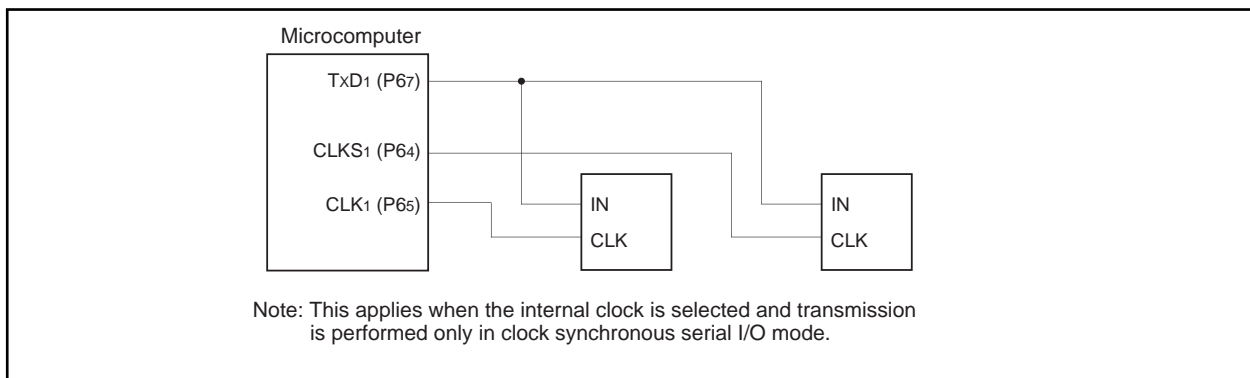 Microcomputer
TXD1 (P67)
CLKS1 (P64)
CLK1 (P65)
IN
CLK
IN
CLK
Note: This applies when the internal clock is selected and transmission
is performed only in clock synchronous serial I/O mode.